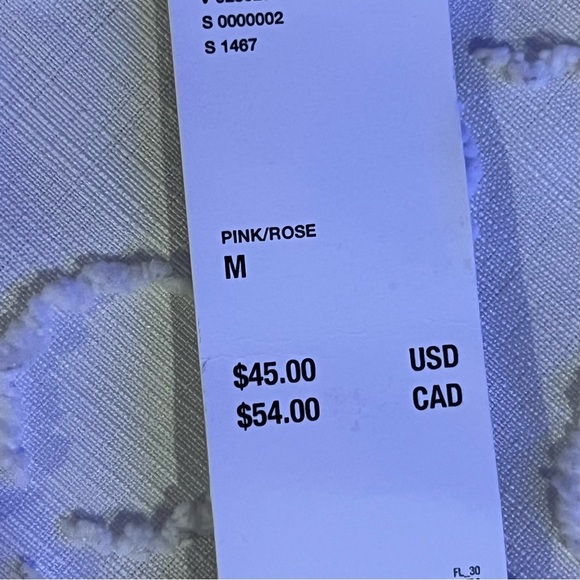 S 0000002
S 1467
PINK/ROSE
M
$45.00 USD
$54.00 CAD
FL_30